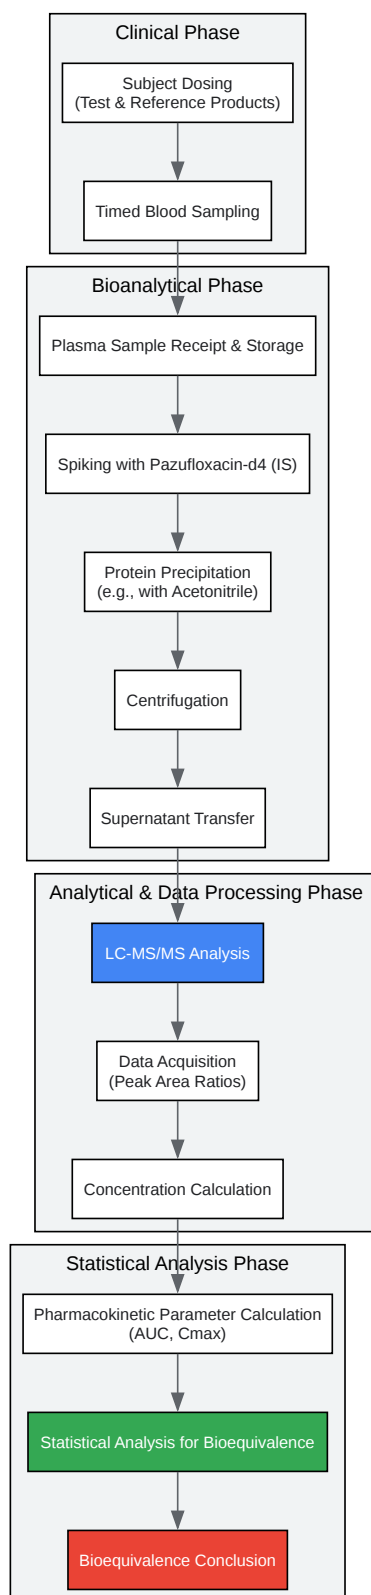 Clinical Phase
Subject Dosing
(Test & Reference Products)
Timed Blood Sampling
Bioanalytical Phase
Plasma Sample Receipt & Storage
Spiking with Pazufloxacin-d4 (IS)
Protein Precipitation
(e.g., with Acetonitrile)
Centrifugation
Supernatant Transfer
Analytical & Data Processing Phase
LC-MS/MS Analysis
Data Acquisition
(Peak Area Ratios)
Concentration Calculation
Statistical Analysis Phase
Pharmacokinetic Parameter Calculation
(AUC, Cmax)
Statistical Analysis for Bioequivalence
Bioequivalence Conclusion